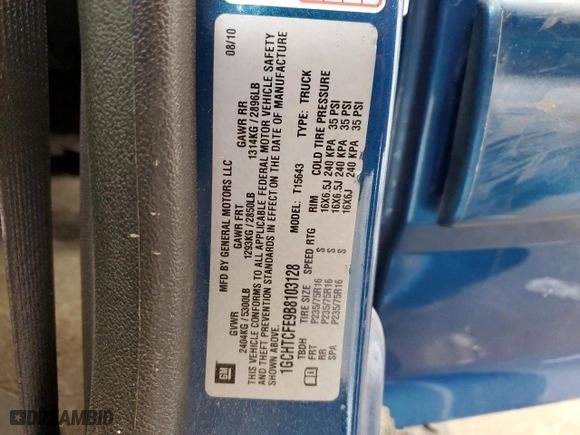 MFD BY GENERAL MOTORS LLC 08/10
GVWR GAWR FRT GAWR RR
2404KG / 5300LB 1293KG / 2850LB 1314KG / 2896LB
THIS VEHICLE CONFORMS TO ALL APPLICABLE FEDERAL MOTOR VEHICLE SAFETY
AND THEFT PREVENTION STANDARDS IN EFFECT ON THE DATE OF MANUFACTURE
SHOWN ABOVE.
1GCHTCFE9B8103128 MODEL: T15643 TYPE: TRUCK
TBDH TIRE SIZE SPEED RTG RIM COLD TIRE PRESSURE
FRT P235/75R16 S 16X6.5J 240 KPA 35 PSI
RR P235/75R16 S 16X6.5J 240 KPA 35 PSI
SPA P235/75R16 S 16X6J 240 KPA 35 PSI
GM
DREAMBID